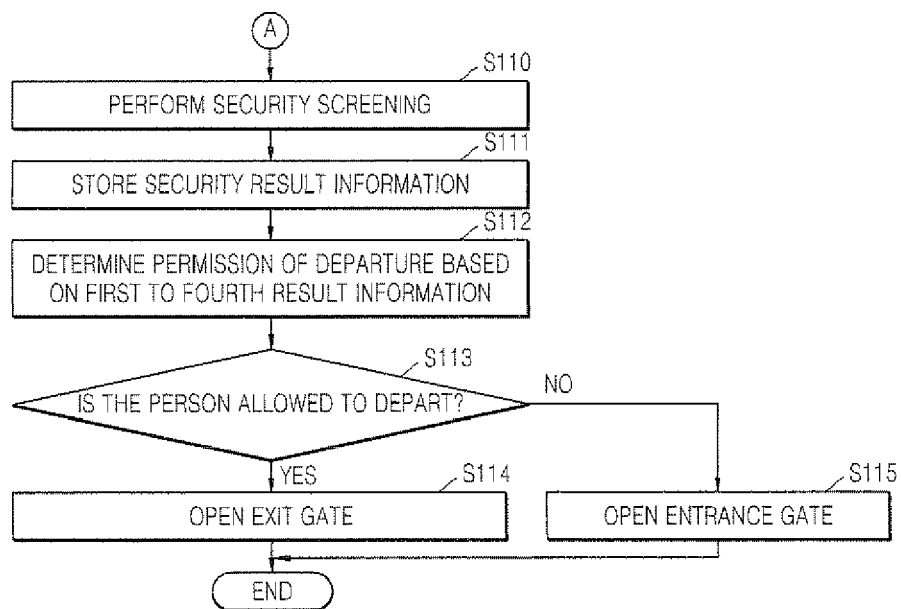 A
S110
PERFORM SECURITY SCREENING
S111
STORE SECURITY RESULT INFORMATION
S112
DETERMINE PERMISSION OF DEPARTURE BASED
ON FIRST TO FOURTH RESULT INFORMATION
S113
IS THE PERSON ALLOWED TO DEPART?
NO
YES
S114
OPEN EXIT GATE
S115
OPEN ENTRANCE GATE
END